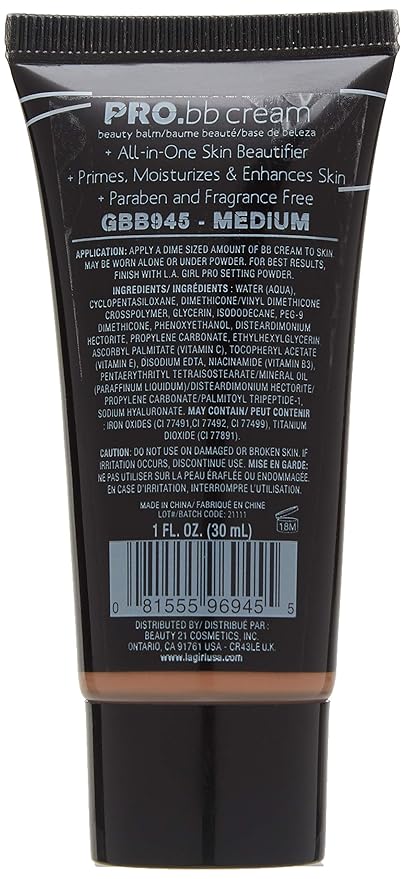 PRO.bb cream
beauty balm/baume beauté/base de beleza
+ All-in-One Skin Beautifier
+ Primes, Moisturizes & Enhances Skin
+ Paraben and Fragrance Free
GBB945 - MEDIUM
APPLICATION: APPLY A DIME SIZED AMOUNT OF BB CREAM TO SKIN.
MAY BE WORN ALONE OR UNDER POWDER. FOR BEST RESULTS,
FINISH WITH L.A. GIRL PRO SETTING POWDER.
INGREDIENTS/ INGRÉDIENTS : WATER (AQUA),
CYCLOPENTASILOXANE, DIMETHICONE/VINYL DIMETHICONE
CROSSPOLYMER, GLYCERIN, ISODODECANE, PEG-9
DIMETHICONE, PHENOXYETHANOL, DISTEARDIMONIUM
HECTORITE, PROPYLENE CARBONATE, ETHYLHEXYLGLYCERIN
ASCORBYL PALMITATE (VITAMIN C), TOCOPHERYL ACETATE
(VITAMIN E), DISODIUM EDTA, NIACINAMIDE (VITAMIN B3),
PENTAERYTHRITYL TETRAISOSTEARATE/MINERAL OIL
(PARAFFINUM LIQUIDUM)/DISTEARDIMONIUM HECTORITE/
PROPYLENE CARBONATE/PALMITOYL TRIPEPTIDE-1,
SODIUM HYALURONATE. MAY CONTAIN/ PEUT CONTENIR
: IRON OXIDES (CI 77491,CI 77492, CI 77499), TITANIUM
DIOXIDE (CI 77891).
CAUTION: DO NOT USE ON DAMAGED OR BROKEN SKIN. IF
IRRITATION OCCURS, DISCONTINUE USE. MISE EN GARDE:
NE PAS UTILISER SUR LA PEAU ÉRAFLÉE OU ENDOMMAGÉE.
EN CASE D'IRRITATION, INTERROMPRE L'UTILISATION.
MADE IN CHINA/ FABRIQUÉ EN CHINE
LOT#/BATCH CODE: 21111
1 FL. OZ. (30 mL)
18M
0 81555 96945 5
DISTRIBUTED BY/ DISTRIBUÉ PAR :
BEAUTY 21 COSMETICS, INC.
ONTARIO, CA 91761 USA - CR43LE U.K.
www.lagirlusa.com